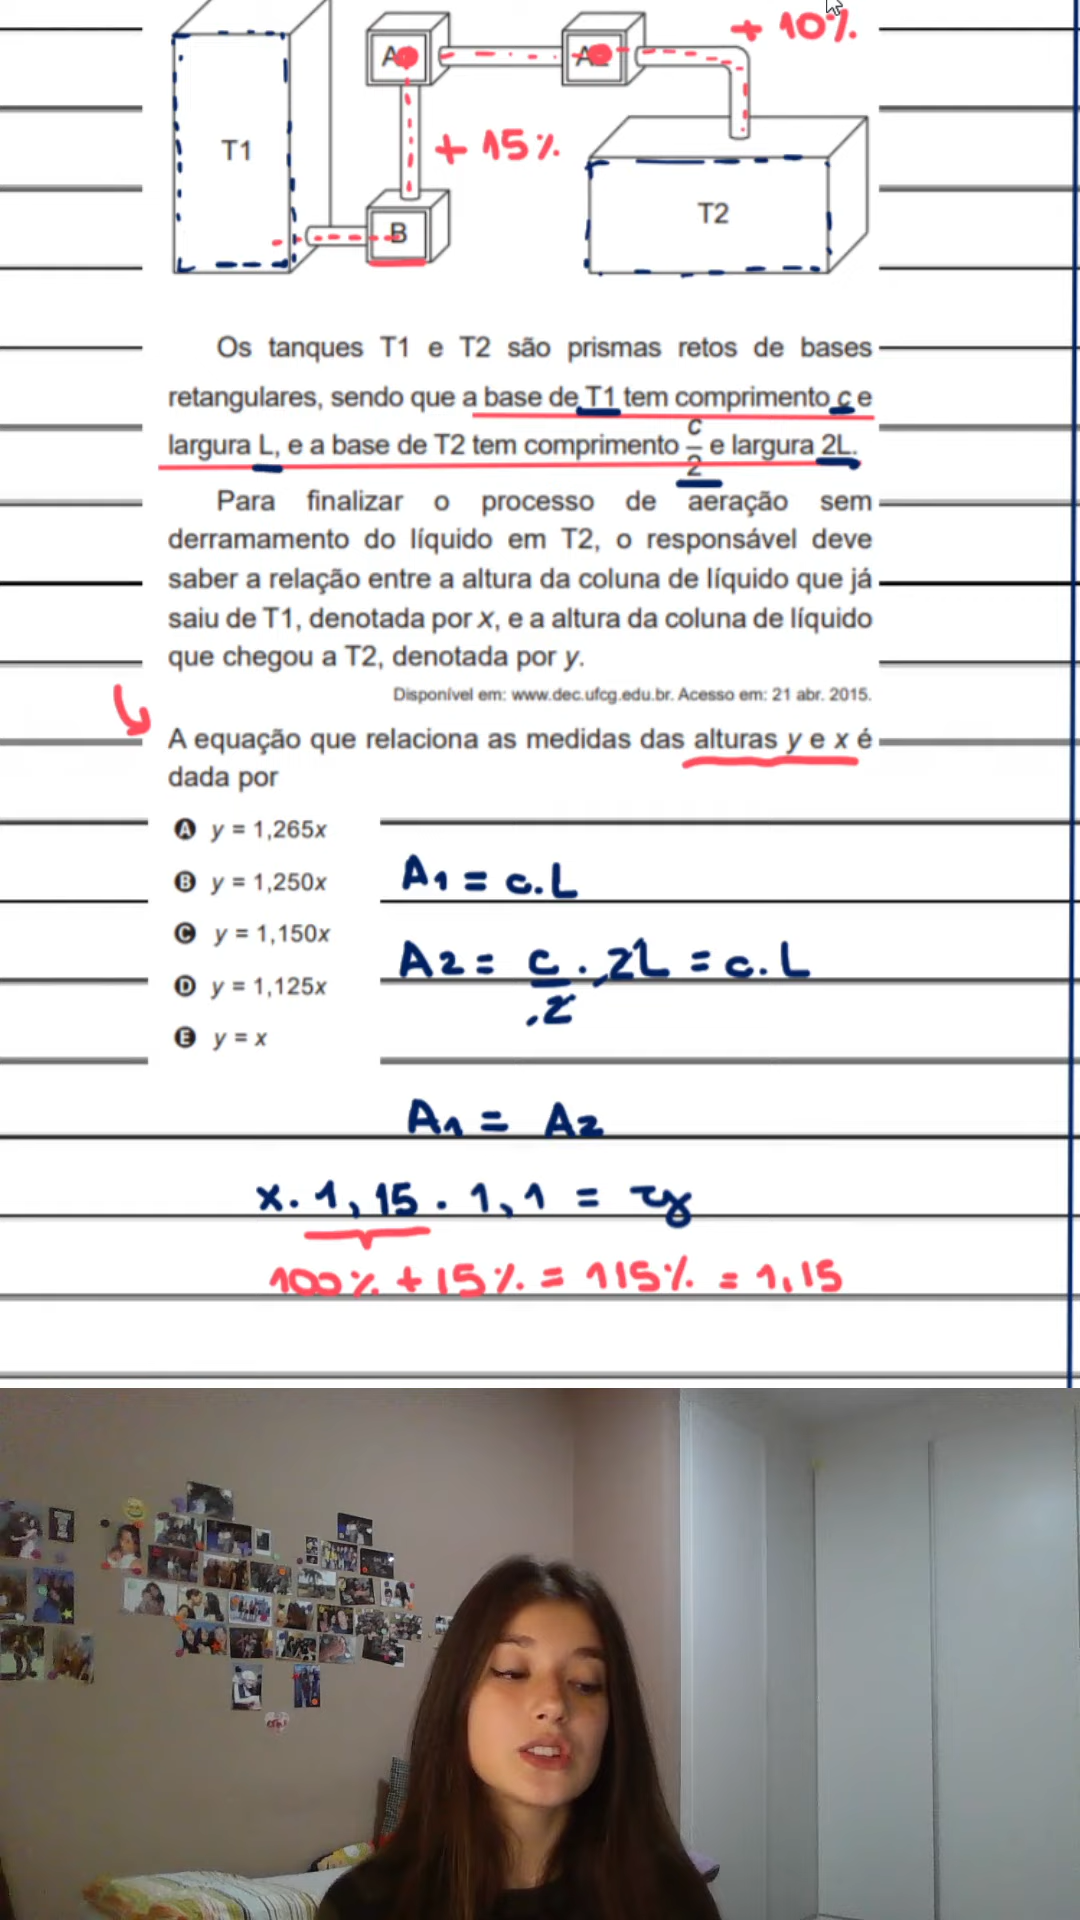 + 10%
T1
+ 15%
B
T2
Os tanques T1 e T2 são prismas retos de bases
retangulares, sendo que a base de T1 tem comprimento c e
largura L, e a base de T2 tem comprimento c/2 e largura 2L.
Para finalizar o processo de aeração sem
derramamento do líquido em T2, o responsável deve
saber a relação entre a altura da coluna de líquido que já
saiu de T1, denotada por x, e a altura da coluna de líquido
que chegou a T2, denotada por y.
Disponível em: www.dec.ufcg.edu.br. Acesso em: 21 abr. 2015.
A equação que relaciona as medidas das alturas y e x é
dada por
A y = 1,265x
B y = 1,250x
C y = 1,150x
D y = 1,125x
E y = x
A1 = c.L
A2 = c/2 . 2L = c.L
A1 = A2
x. 1,15 . 1,1 = y
100% + 15% = 115% = 1,15